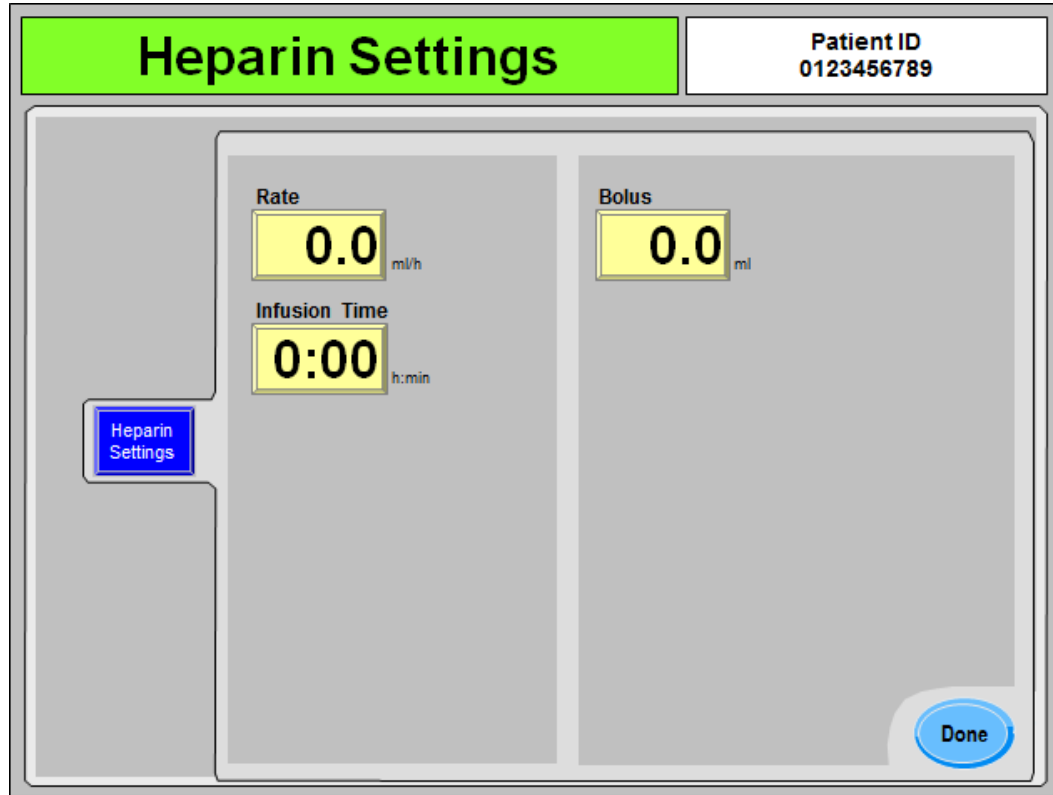 Heparin Settings
Patient ID
0123456789
Rate
0.0 ml/h
Infusion Time
0:00 h:min
Bolus
0.0 ml
Heparin
Settings
Done